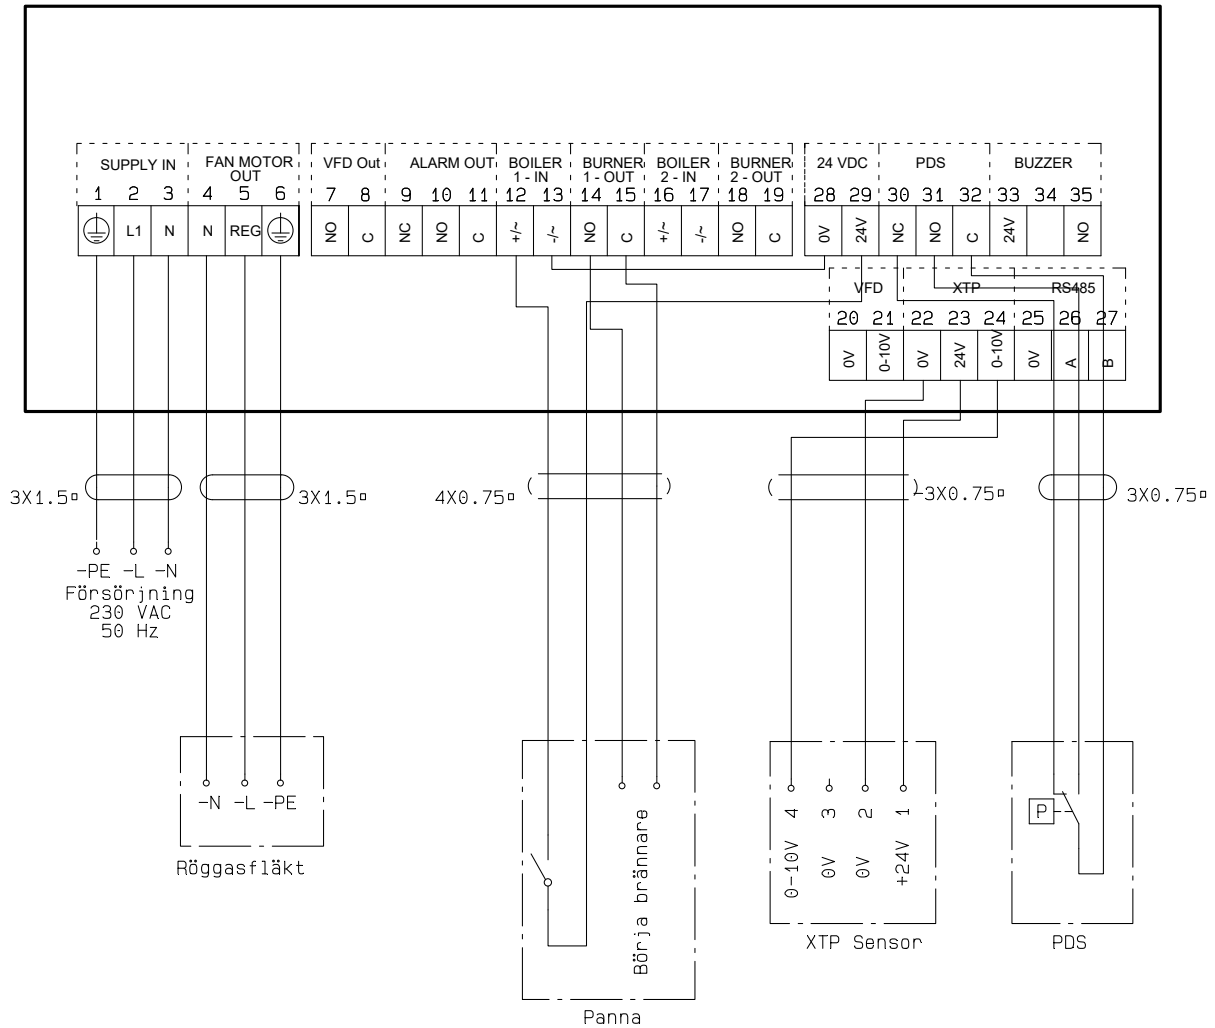 SUPPLY IN FAN MOTOR VFD Out ALARM OUT BOILER BURNER BOILER BURNER 24 VDC PDS BUZZER
OUT 1 - IN 1 - OUT 2 - IN 2 - OUT
1 2 3 4 5 6 7 8 9 10 11 12 13 14 15 16 17 18 19 28 29 30 31 32 33 34 35
L1 N N REG NO C NC NO C +/~ -/~ NO C +/~ -/~ NO C 0V 24V NC NO C 24V NO
VFD XTP RS485
20 21 22 23 24 25 26 27
0V 0-10V 0V 24V 0-10V 0V A B
3X1.5▫ 3X1.5▫ 4X0.75▫ 3X0.75▫ 3X0.75▫
-PE -L -N
Försörjning
230 VAC
50 Hz
-N -L -PE
Röggasfläkt
Börja brännare
Panna
4 3 2 1
0-10V 0V 0V +24V
XTP Sensor
P
PDS